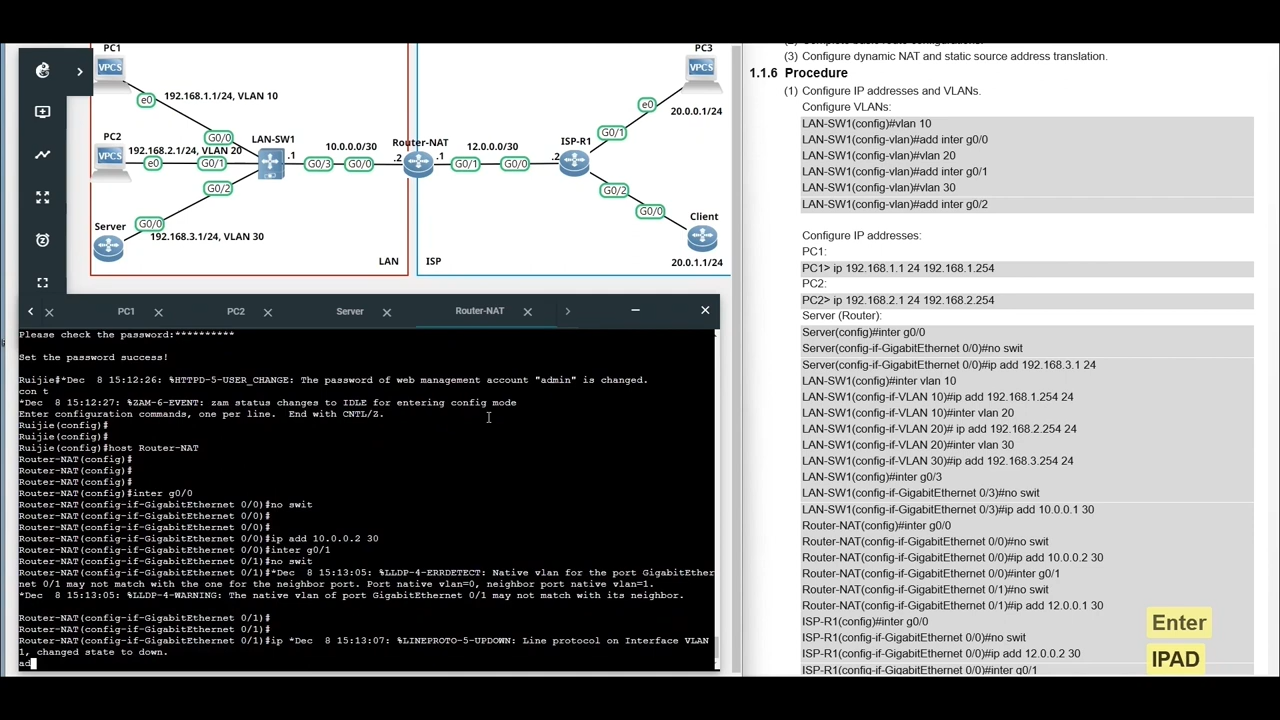 PC1
VPCS
e0
192.168.1.1/24, VLAN 10
G0/0
PC2
VPCS
192.168.2.1/24, VLAN 20
e0
G0/1
LAN-SW1
.1
G0/3
10.0.0.0/30
G0/0
.2
Router-NAT
.1
G0/1
12.0.0.0/30
G0/0
.2
ISP-R1
G0/1
e0
PC3
VPCS
20.0.0.1/24
G0/2
G0/0
Client
20.0.1.1/24
G0/2
Server
G0/0
192.168.3.1/24, VLAN 30
LAN
ISP
PC1
PC2
Server
Router-NAT
Please check the password:**********
Set the password success!
Ruijie#*Dec  8 15:12:26: %HTTPD-5-USER_CHANGE: The password of web management account "admin" is changed.
con t
*Dec  8 15:12:27: %ZAM-6-EVENT: zam status changes to IDLE for entering config mode
Enter configuration commands, one per line.  End with CNTL/Z.
Ruijie(config)#
Ruijie(config)#
Ruijie(config)#host Router-NAT
Router-NAT(config)#
Router-NAT(config)#
Router-NAT(config)#
Router-NAT(config)#inter g0/0
Router-NAT(config-if-GigabitEthernet 0/0)#no swit
Router-NAT(config-if-GigabitEthernet 0/0)#
Router-NAT(config-if-GigabitEthernet 0/0)#
Router-NAT(config-if-GigabitEthernet 0/0)#ip add 10.0.0.2 30
Router-NAT(config-if-GigabitEthernet 0/0)#inter g0/1
Router-NAT(config-if-GigabitEthernet 0/1)#no swit
Router-NAT(config-if-GigabitEthernet 0/1)#*Dec  8 15:13:05: %LLDP-4-ERRDETECT: Native vlan for the port GigabitEther
net 0/1 may not match with the one for the neighbor port. Port native vlan=0, neighbor port native vlan=1.
*Dec  8 15:13:05: %LLDP-4-WARNING: The native vlan of port GigabitEthernet 0/1 may not match with its neighbor.
Router-NAT(config-if-GigabitEthernet 0/1)#
Router-NAT(config-if-GigabitEthernet 0/1)#
Router-NAT(config-if-GigabitEthernet 0/1)#ip *Dec  8 15:13:07: %LINEPROTO-5-UPDOWN: Line protocol on Interface VLAN
1, changed state to down.
ad
(3) Configure dynamic NAT and static source address translation.
1.1.6 Procedure
(1) Configure IP addresses and VLANs.
Configure VLANs:
LAN-SW1(config)#vlan 10
LAN-SW1(config-vlan)#add inter g0/0
LAN-SW1(config-vlan)#vlan 20
LAN-SW1(config-vlan)#add inter g0/1
LAN-SW1(config-vlan)#vlan 30
LAN-SW1(config-vlan)#add inter g0/2
Configure IP addresses:
PC1:
PC1> ip 192.168.1.1 24 192.168.1.254
PC2:
PC2> ip 192.168.2.1 24 192.168.2.254
Server (Router):
Server(config)#inter g0/0
Server(config-if-GigabitEthernet 0/0)#no swit
Server(config-if-GigabitEthernet 0/0)#ip add 192.168.3.1 24
LAN-SW1(config)#inter vlan 10
LAN-SW1(config-if-VLAN 10)#ip add 192.168.1.254 24
LAN-SW1(config-if-VLAN 10)#inter vlan 20
LAN-SW1(config-if-VLAN 20)# ip add 192.168.2.254 24
LAN-SW1(config-if-VLAN 20)#inter vlan 30
LAN-SW1(config-if-VLAN 30)#ip add 192.168.3.254 24
LAN-SW1(config)#inter g0/3
LAN-SW1(config-if-GigabitEthernet 0/3)#no swit
LAN-SW1(config-if-GigabitEthernet 0/3)#ip add 10.0.0.1 30
Router-NAT(config)#inter g0/0
Router-NAT(config-if-GigabitEthernet 0/0)#no swit
Router-NAT(config-if-GigabitEthernet 0/0)#ip add 10.0.0.2 30
Router-NAT(config-if-GigabitEthernet 0/0)#inter g0/1
Router-NAT(config-if-GigabitEthernet 0/1)#no swit
Router-NAT(config-if-GigabitEthernet 0/1)#ip add 12.0.0.1 30
ISP-R1(config)#inter g0/0
ISP-R1(config-if-GigabitEthernet 0/0)#no swit
ISP-R1(config-if-GigabitEthernet 0/0)#ip add 12.0.0.2 30
ISP-R1(config-if-GigabitEthernet 0/0)#inter g0/1
Enter
IPAD